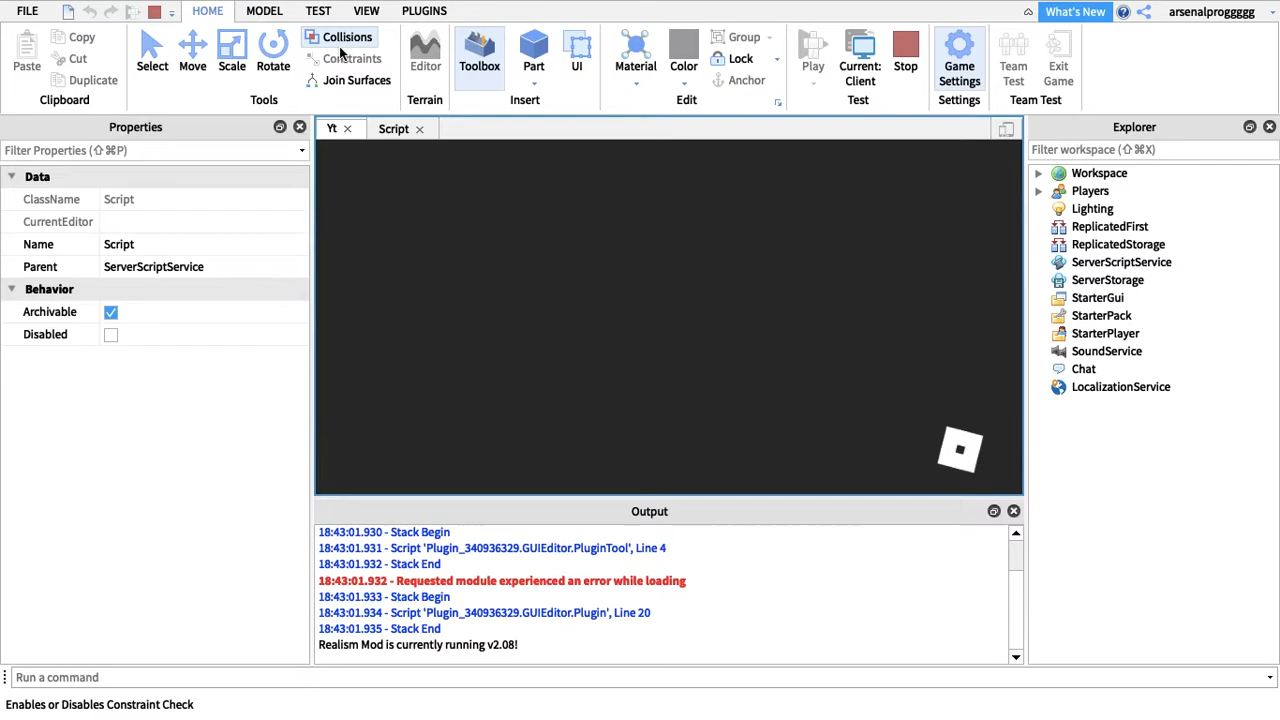 FILE HOME MODEL TEST VIEW PLUGINS What's New arsenalproggggg
Paste Copy Cut Duplicate Select Move Scale Rotate Collisions Constraints Join Surfaces Editor Toolbox Part UI Material Color Group Lock Anchor Play Current: Client Stop Game Settings Team Test Exit Game
Clipboard Tools Terrain Insert Edit Test Settings Team Test
Properties
Filter Properties (⇧⌘P)
Data
ClassName Script
CurrentEditor
Name Script
Parent ServerScriptService
Behavior
Archivable
Disabled
Yt Script
Output
18:43:01.930 - Stack Begin
18:43:01.931 - Script 'Plugin_340936329.GUIEditor.PluginTool', Line 4
18:43:01.932 - Stack End
18:43:01.932 - Requested module experienced an error while loading
18:43:01.933 - Stack Begin
18:43:01.934 - Script 'Plugin_340936329.GUIEditor.Plugin', Line 20
18:43:01.935 - Stack End
Realism Mod is currently running v2.08!
Explorer
Filter workspace (⇧⌘X)
Workspace
Players
Lighting
ReplicatedFirst
ReplicatedStorage
ServerScriptService
ServerStorage
StarterGui
StarterPack
StarterPlayer
SoundService
Chat
LocalizationService
Run a command
Enables or Disables Constraint Check